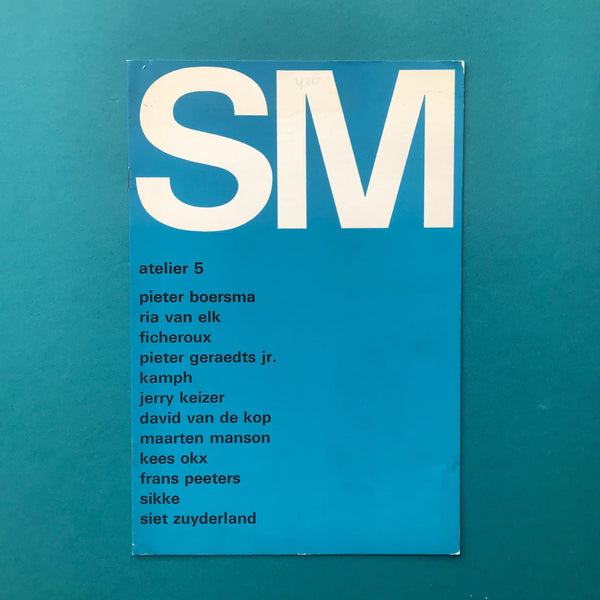 SM
426
atelier 5
pieter boersma
ria van elk
ficheroux
pieter geraedts jr.
kamph
jerry keizer
david van de kop
maarten manson
kees okx
frans peeters
sikke
siet zuyderland